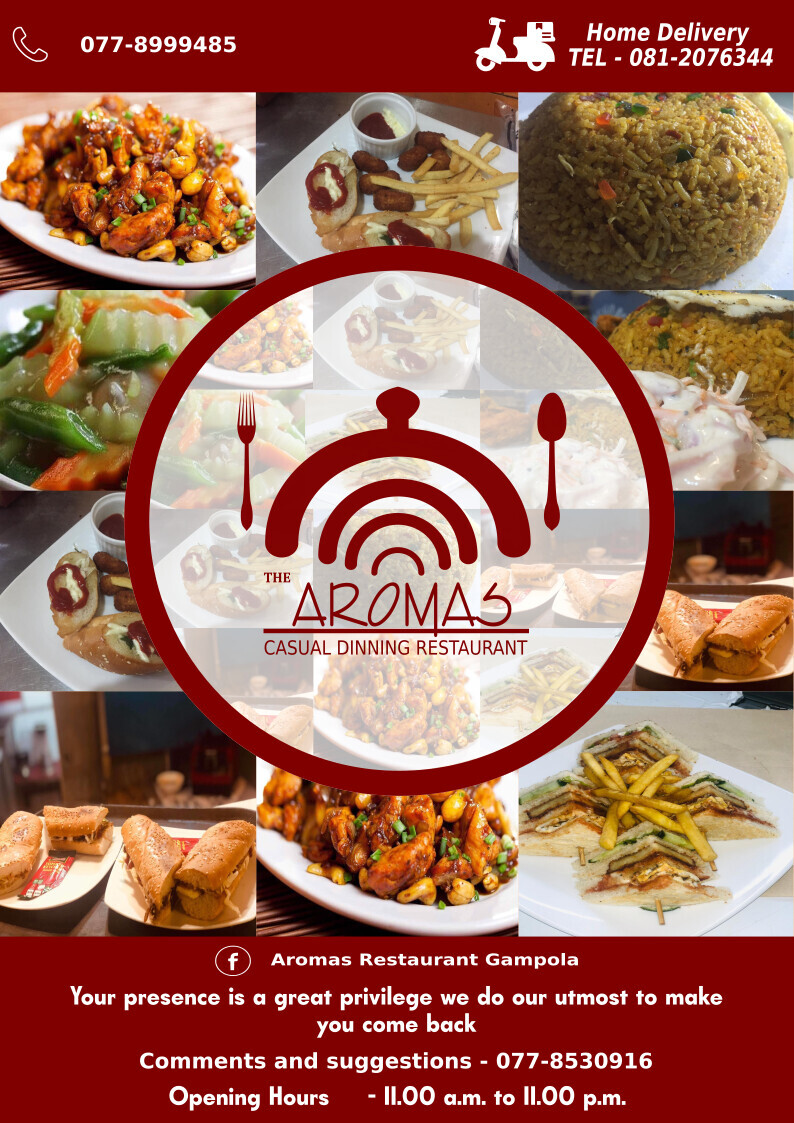 077-8999485
Home Delivery
TEL - 081-2076344
THE
AROMAS
CASUAL DINNING RESTAURANT
f Aromas Restaurant Gampola
Your presence is a great privilege we do our utmost to make
you come back
Comments and suggestions - 077-8530916
Opening Hours - 11.00 a.m. to 11.00 p.m.